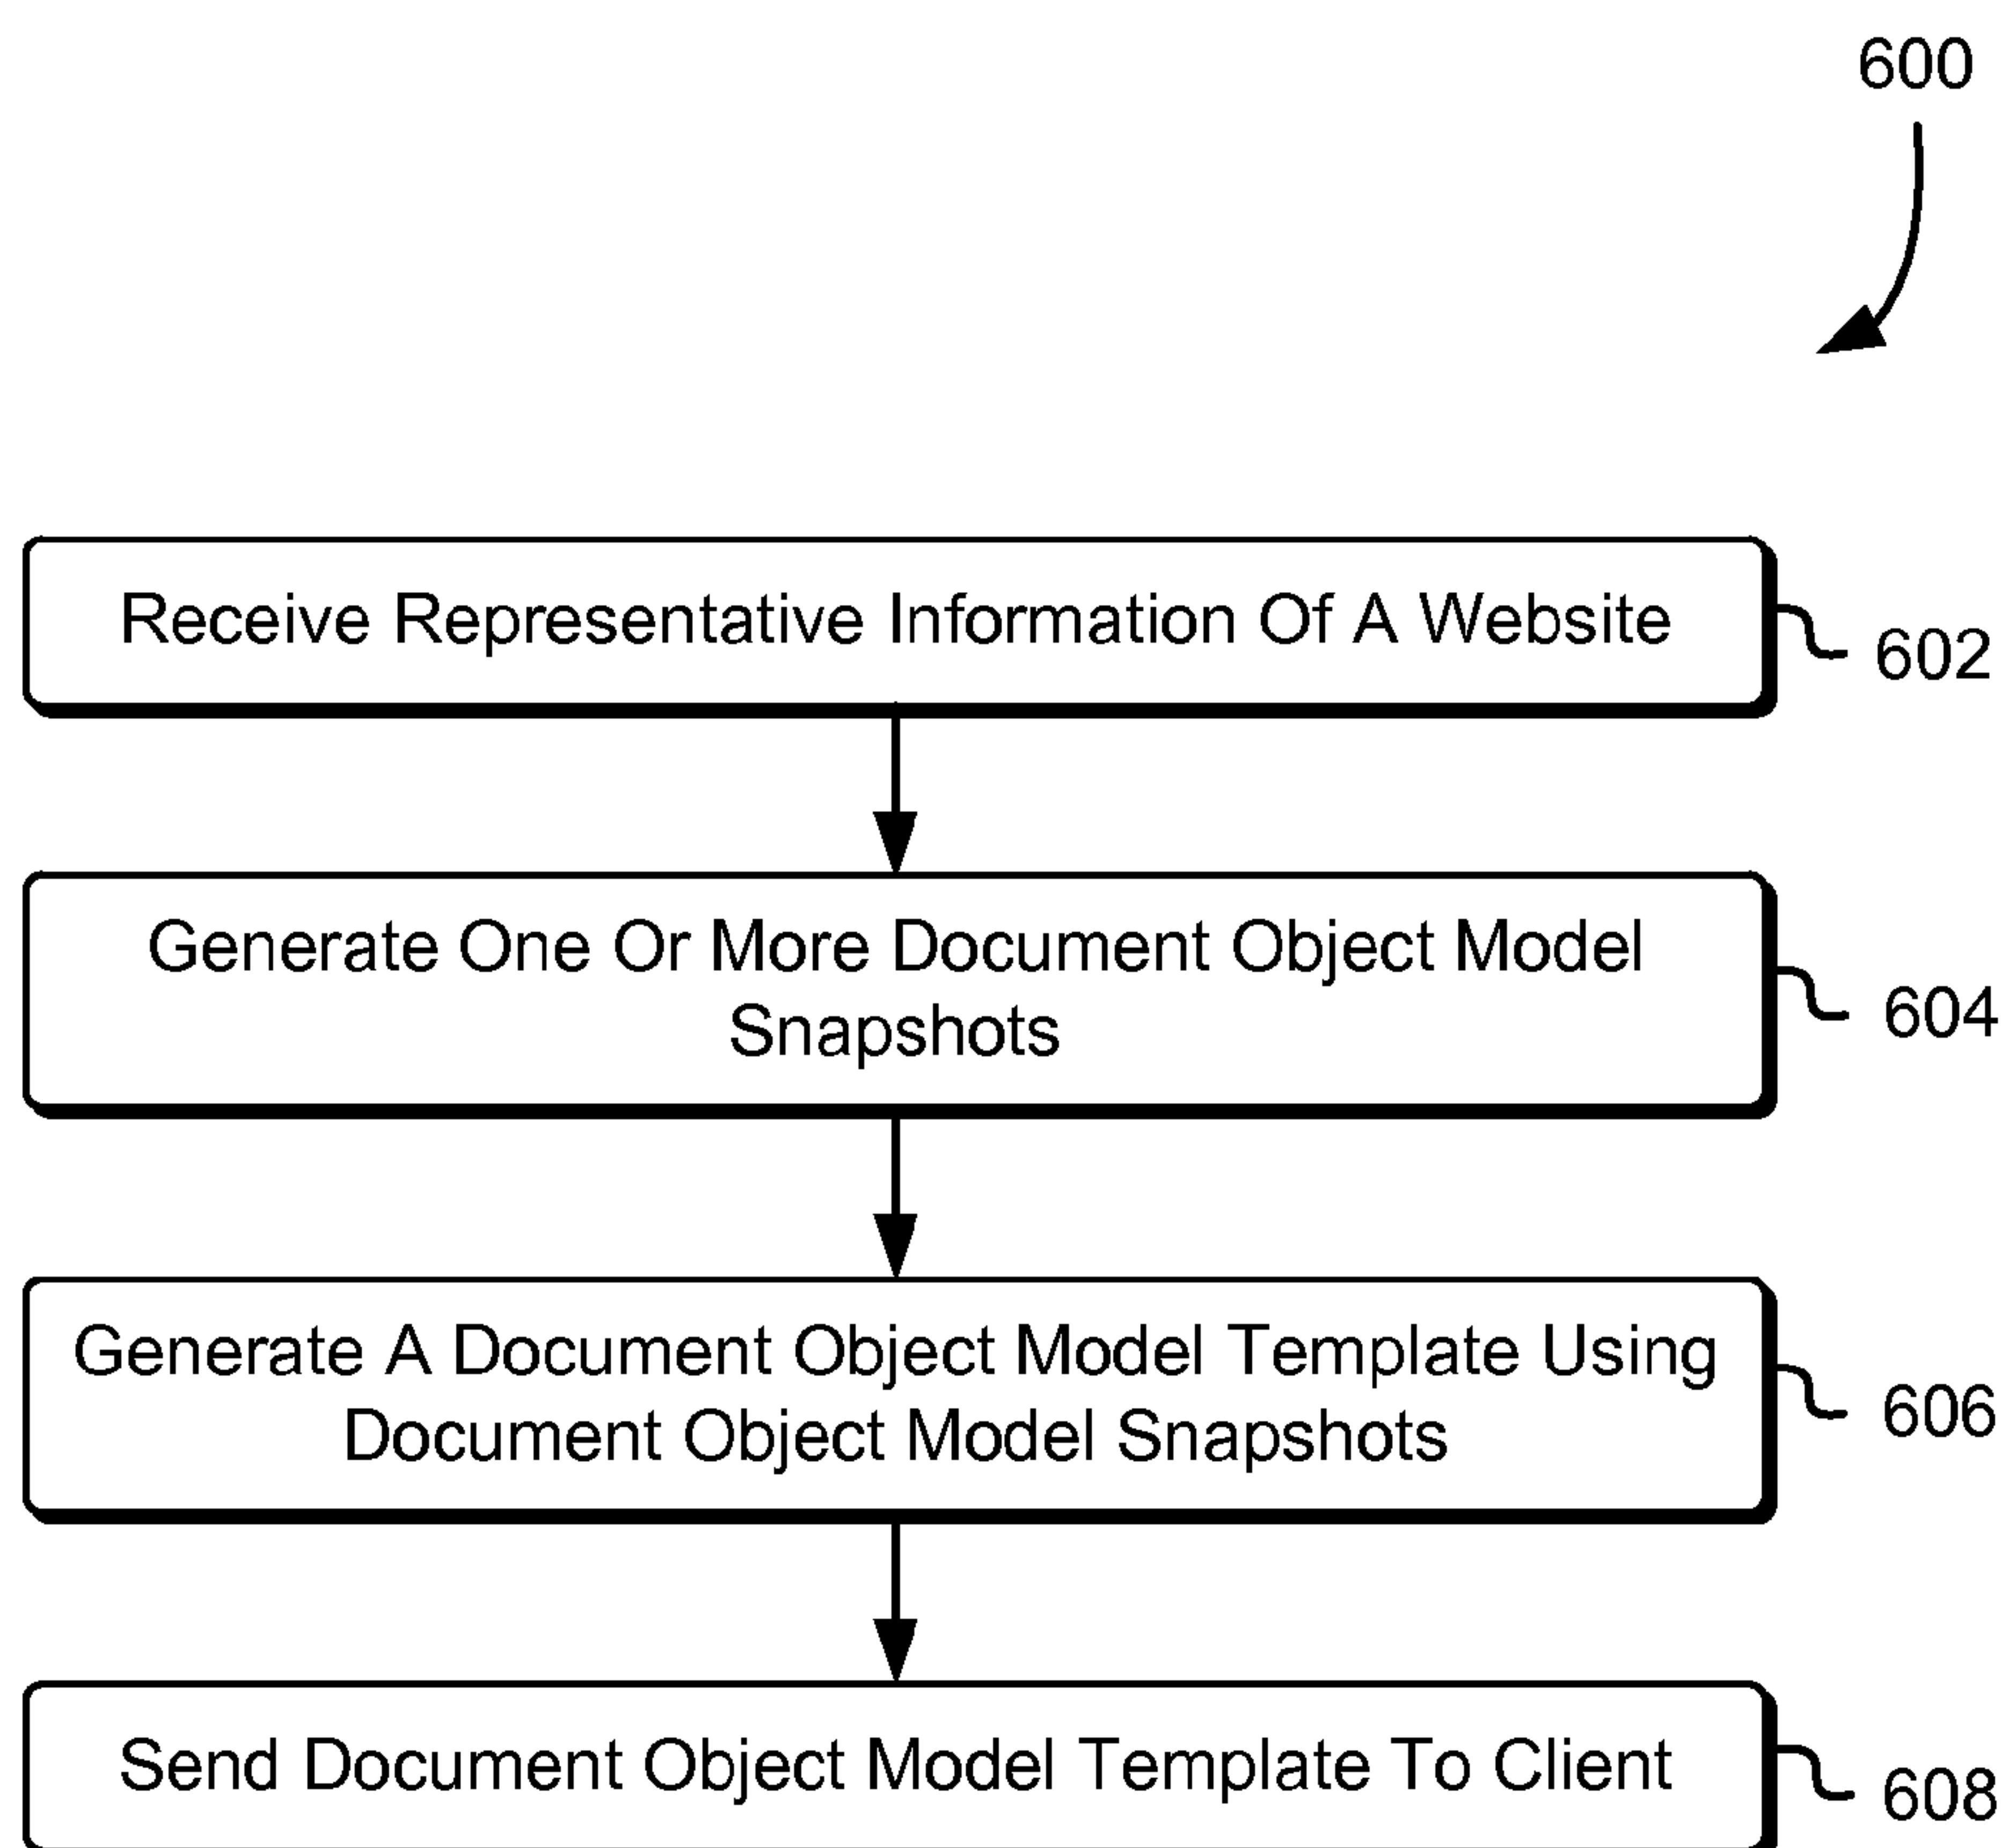 600
Receive Representative Information Of A Website
602
Generate One Or More Document Object Model
Snapshots
604
Generate A Document Object Model Template Using
Document Object Model Snapshots
606
Send Document Object Model Template To Client
608